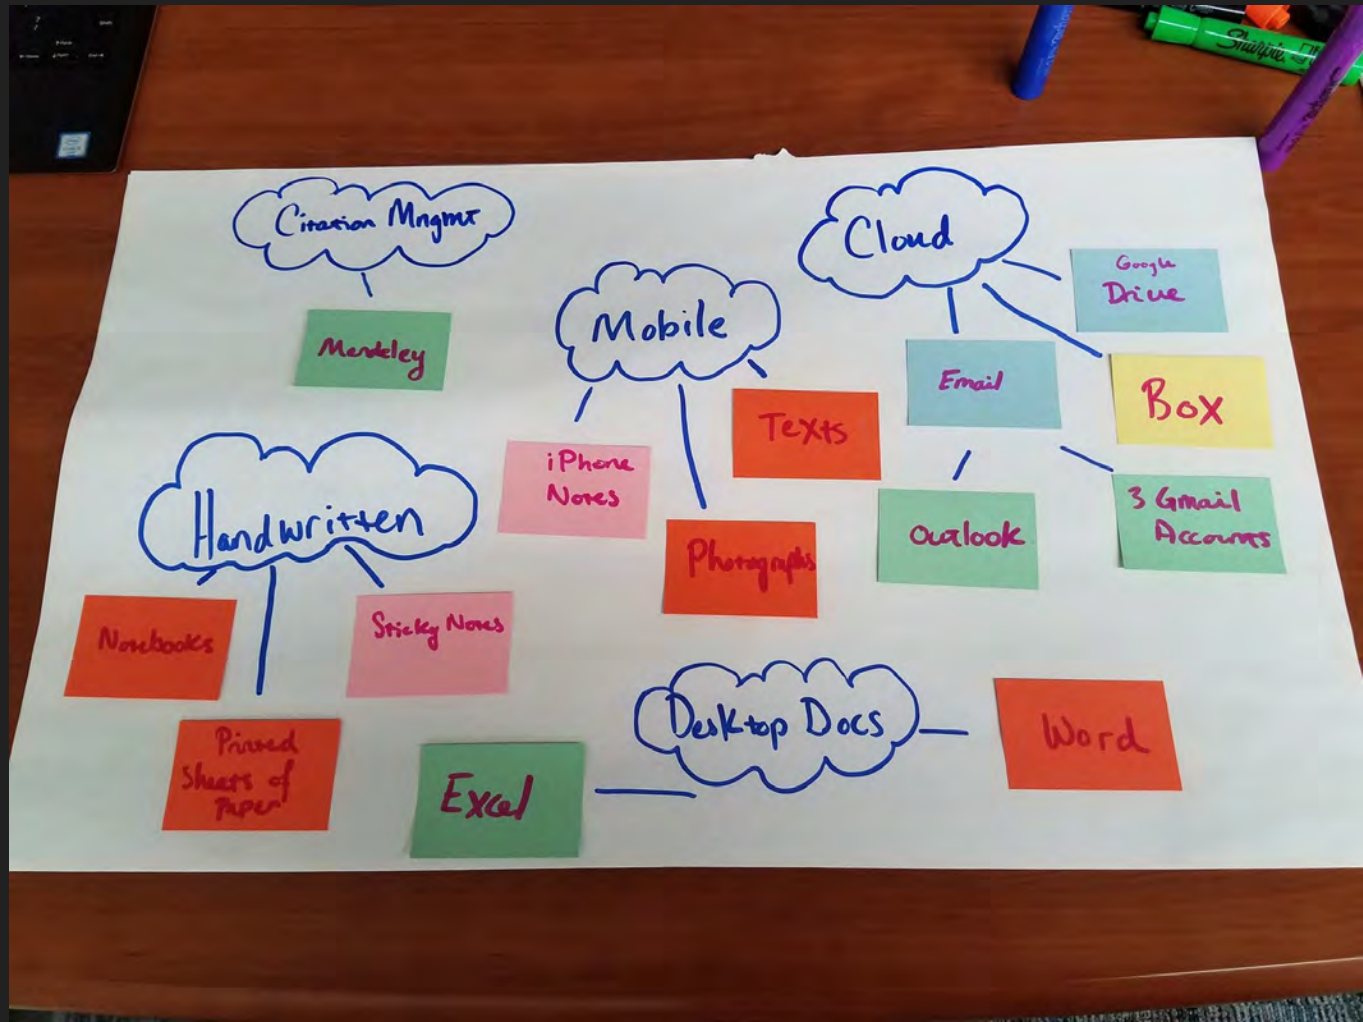 Sharpie
Citation Mngmt
Mendeley
Cloud
Google
Drive
Email
Box
Outlook
3 Gmail
Accounts
Mobile
iPhone
Notes
Texts
Photographs
Handwritten
Notebooks
Sticky Notes
Printed
Sheets of
Paper
Desktop Docs
Excel
Word